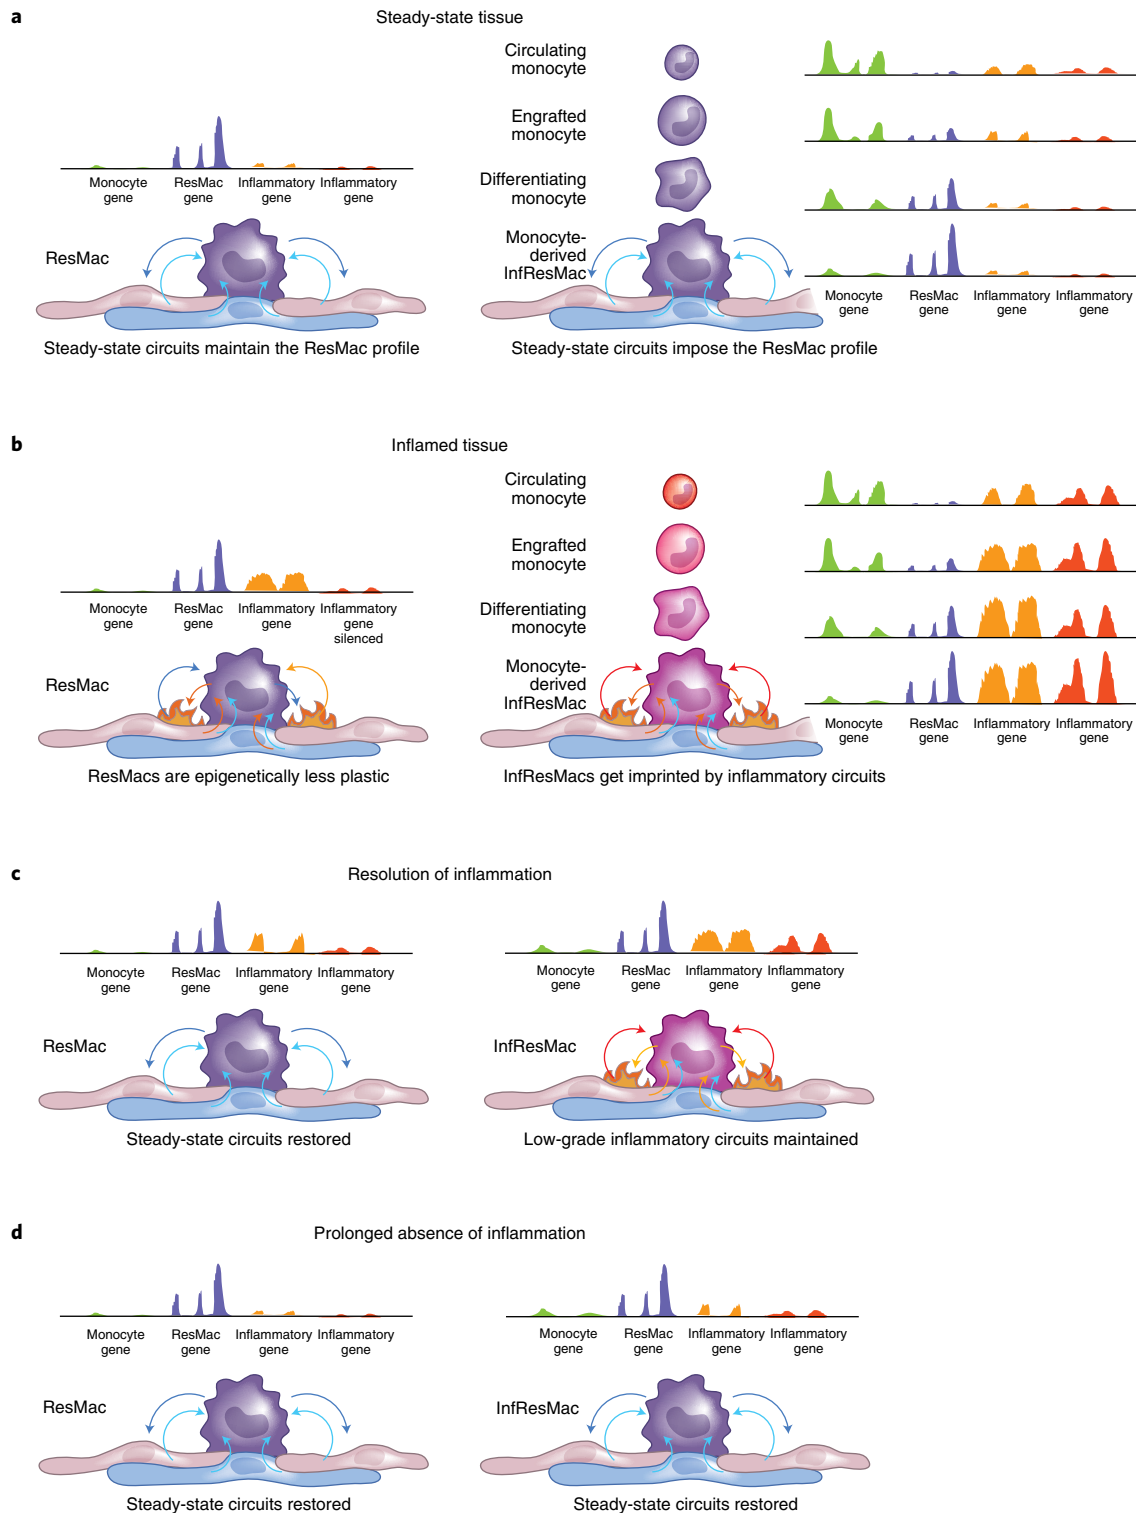 a
Steady-state tissue
Monocyte
gene
ResMac
gene
Inflammatory
gene
Inflammatory
gene
ResMac
Steady-state circuits maintain the ResMac profile
Circulating
monocyte
Engrafted
monocyte
Differentiating
monocyte
Monocyte-
derived
InfResMac
Monocyte
gene
ResMac
gene
Inflammatory
gene
Inflammatory
gene
Steady-state circuits impose the ResMac profile
b
Inflamed tissue
Monocyte
gene
ResMac
gene
Inflammatory
gene
Inflammatory
gene
silenced
ResMac
ResMacs are epigenetically less plastic
Circulating
monocyte
Engrafted
monocyte
Differentiating
monocyte
Monocyte-
derived
InfResMac
Monocyte
gene
ResMac
gene
Inflammatory
gene
Inflammatory
gene
InfResMacs get imprinted by inflammatory circuits
c
Resolution of inflammation
Monocyte
gene
ResMac
gene
Inflammatory
gene
Inflammatory
gene
ResMac
Steady-state circuits restored
Monocyte
gene
ResMac
gene
Inflammatory
gene
Inflammatory
gene
InfResMac
Low-grade inflammatory circuits maintained
d
Prolonged absence of inflammation
Monocyte
gene
ResMac
gene
Inflammatory
gene
Inflammatory
gene
ResMac
Steady-state circuits restored
Monocyte
gene
ResMac
gene
Inflammatory
gene
Inflammatory
gene
InfResMac
Steady-state circuits restored